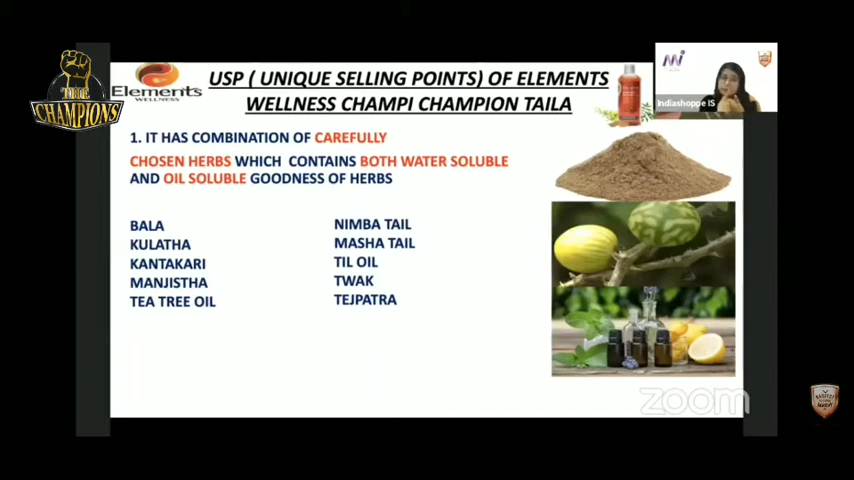 THE
CHAMPIONS
Elements
WELLNESS
USP ( UNIQUE SELLING POINTS) OF ELEMENTS
WELLNESS CHAMPI CHAMPION TAILA
Indiashoppe IS
1. IT HAS COMBINATION OF CAREFULLY
CHOSEN HERBS WHICH CONTAINS BOTH WATER SOLUBLE
AND OIL SOLUBLE GOODNESS OF HERBS
BALA
KULATHA
KANTAKARI
MANJISTHA
TEA TREE OIL
NIMBA TAIL
MASHA TAIL
TIL OIL
TWAK
TEJPATRA
zoom